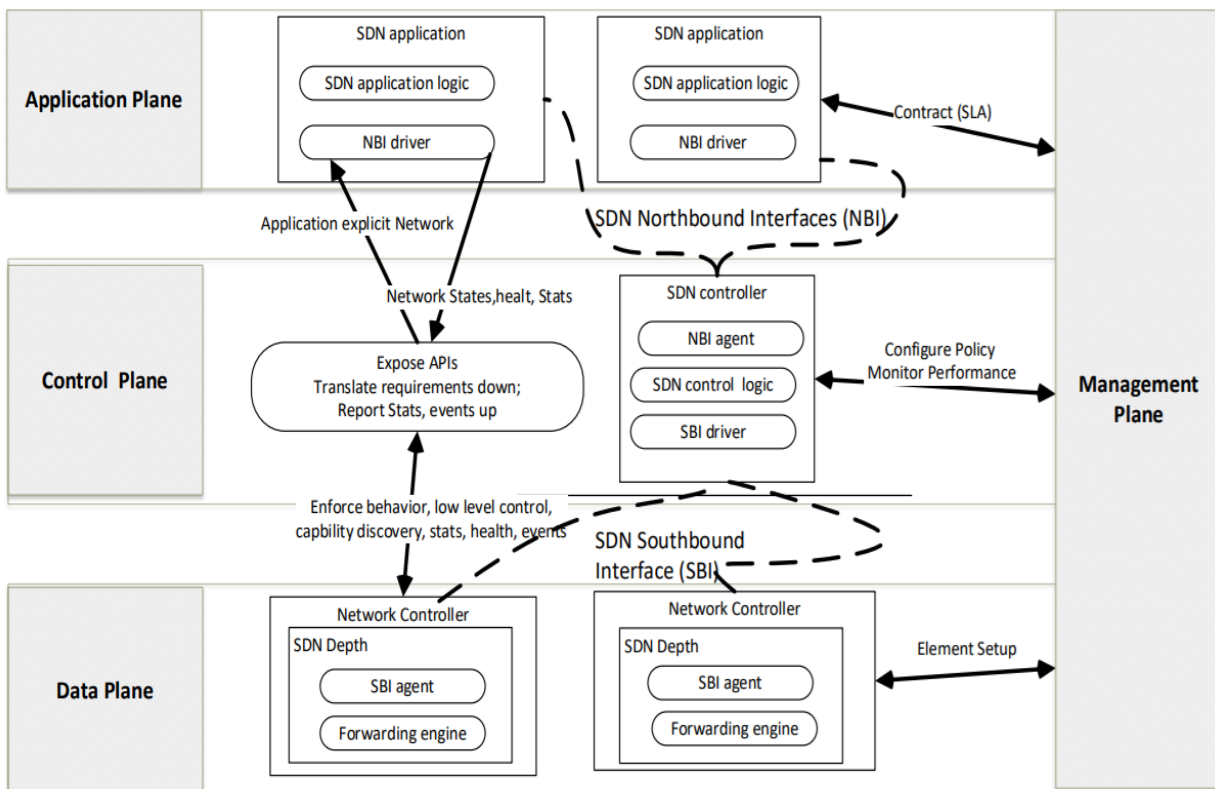 Application Plane
SDN application
SDN application logic
NBI driver
SDN application
SDN application logic
NBI driver
Contract (SLA)
Application explicit Network
SDN Northbound Interfaces (NBI)
Network States,healt, Stats
Control Plane
Expose APIs
Translate requirements down;
Report Stats, events up
SDN controller
NBI agent
SDN control logic
SBI driver
Configure Policy
Monitor Performance
Management
Plane
Enforce behavior, low level control,
capbility discovery, stats, health, events
SDN Southbound
Interface (SBI)
Data Plane
Network Controller
SDN Depth
SBI agent
Forwarding engine
Network Controller
SDN Depth
SBI agent
Forwarding engine
Element Setup